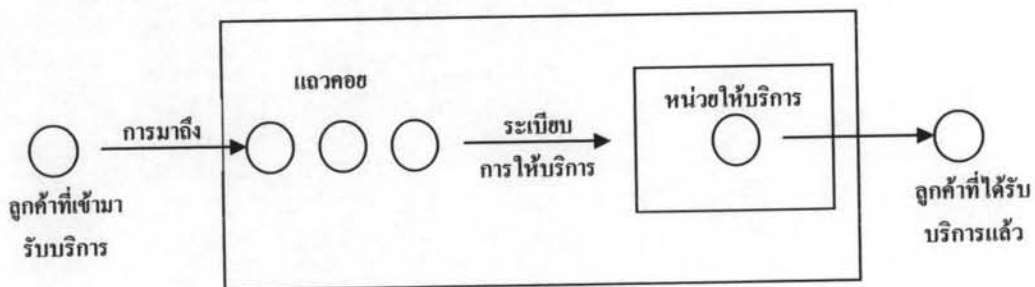 แถวคอย
หน่วยให้บริการ
การมาถึง
ระเบียบ
การให้บริการ
ลูกค้าที่เข้ามา
รับบริการ
ลูกค้าที่ได้รับ
บริการแล้ว